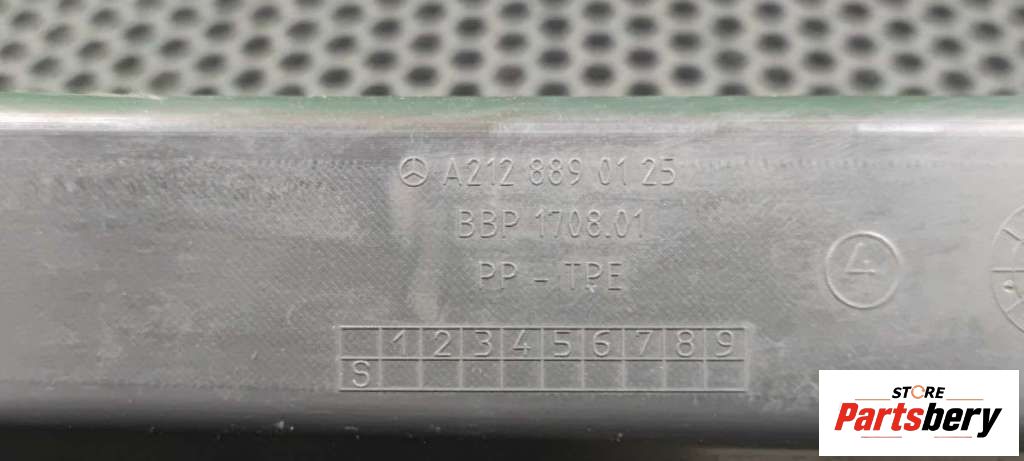 A212 889 01 25
BBP 1708.01
PP - TPE
4
1 2 3 4 5 6 7 8 9
S
STORE
Partsbery